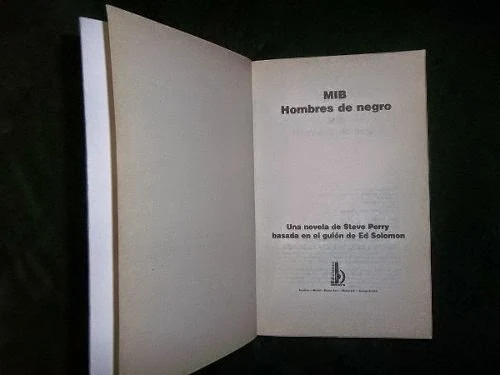 MIB
Hombres de negro
Una novela de Steve Perry
basada en el guión de Ed Solomon